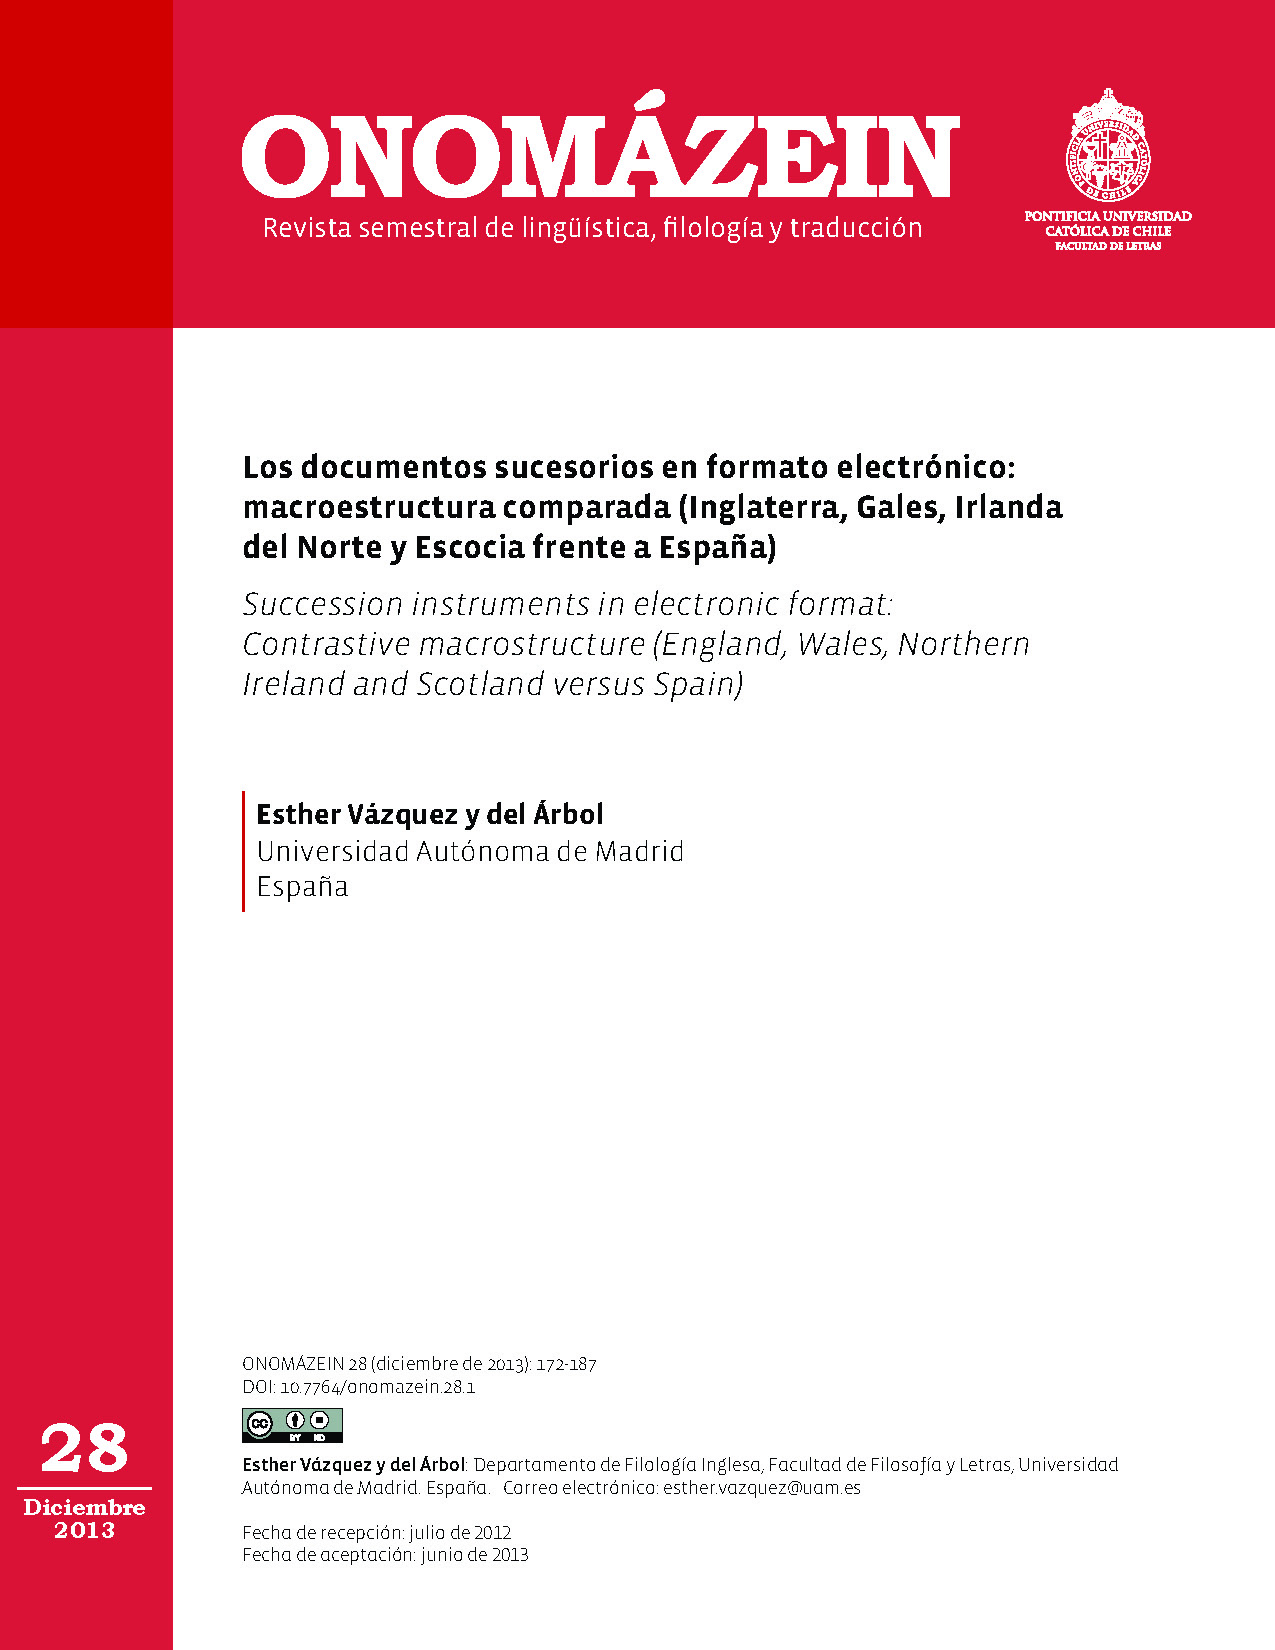 ONOMÁZEIN
Revista semestral de lingüística, filología y traducción
PONTIFICIA UNIVERSIDAD CATÓLICA DE CHILE
PONTIFICIA UNIVERSIDAD
CATÓLICA DE CHILE
FACULTAD DE LETRAS
Los documentos sucesorios en formato electrónico:
macroestructura comparada (Inglaterra, Gales, Irlanda
del Norte y Escocia frente a España)
Succession instruments in electronic format:
Contrastive macrostructure (England, Wales, Northern
Ireland and Scotland versus Spain)
Esther Vázquez y del Árbol
Universidad Autónoma de Madrid
España
ONOMÁZEIN 28 (diciembre de 2013): 172-187
DOI: 10.7764/onomazein.28.1
CC BY ND
Esther Vázquez y del Árbol: Departamento de Filología Inglesa, Facultad de Filosofía y Letras, Universidad
Autónoma de Madrid. España. Correo electrónico: esther.vazquez@uam.es
Fecha de recepción: julio de 2012
Fecha de aceptación: junio de 2013
28
Diciembre
2013